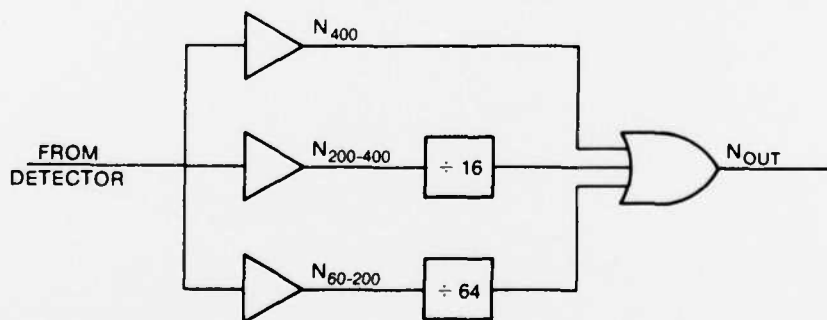 N400
FROM
DETECTOR
N200-400
÷ 16
NOUT
N60-200
÷ 64